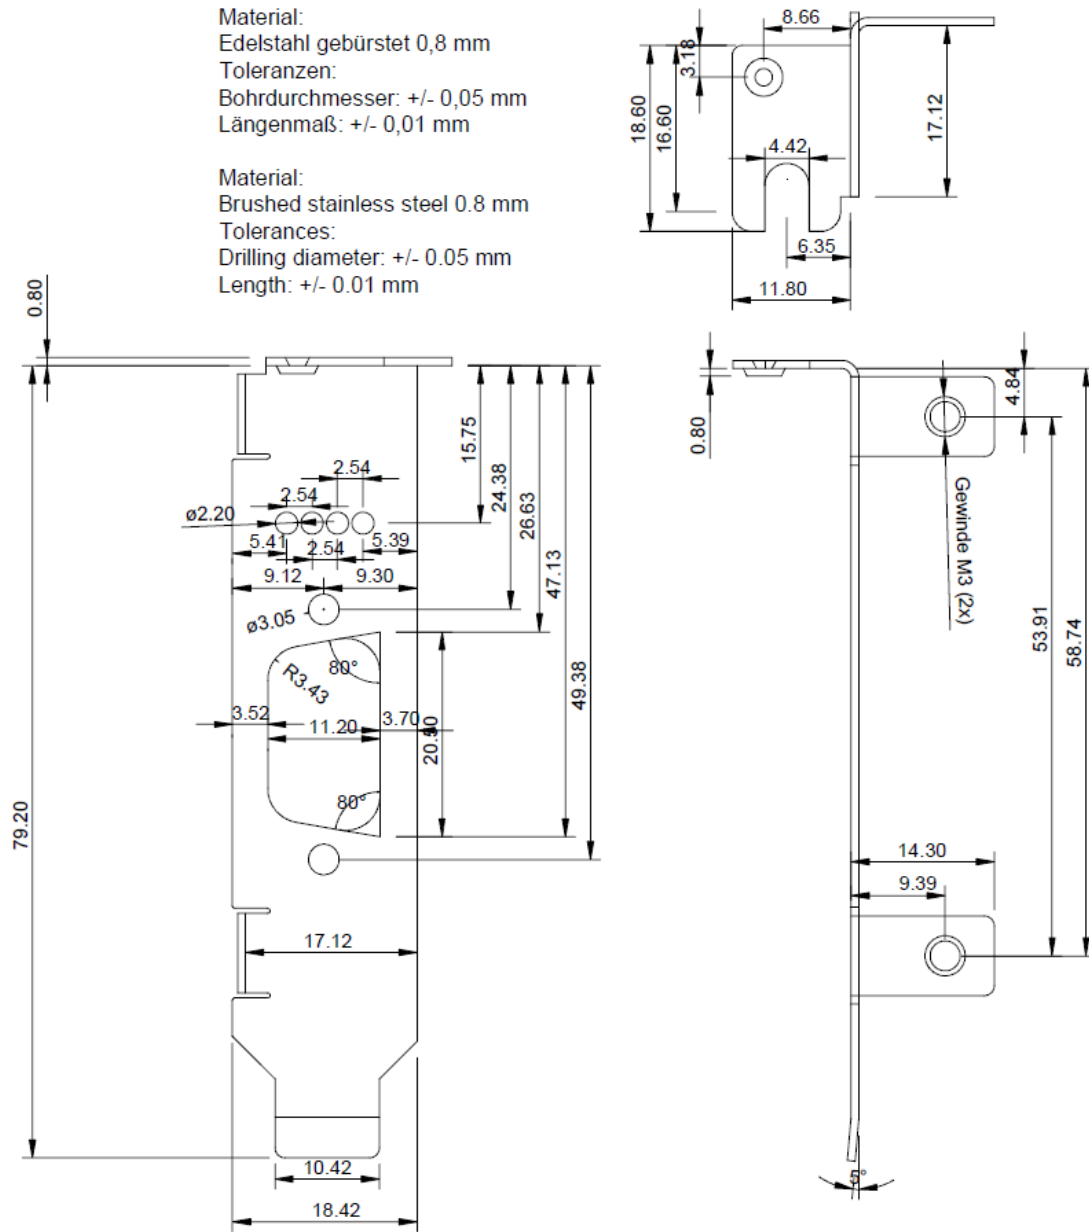 Material:
Edelstahl gebürstet 0,8 mm
Toleranzen:
Bohrdurchmesser: +/- 0,05 mm
Längenmaß: +/- 0,01 mm
Material:
Brushed stainless steel 0.8 mm
Tolerances:
Drilling diameter: +/- 0.05 mm
Length: +/- 0.01 mm
8.66
3.18
18.60
16.60
17.12
4.42
6.35
11.80
0.80
15.75
24.38
26.63
47.13
49.38
2.54
2.54
ø2.20
5.41
2.54
5.39
9.12
9.30
ø3.05
80°
R3.43
3.52
11.20
3.70
20.50
80°
79.20
17.12
10.42
18.42
0.80
4.84
Gewinde M3 (2x)
53.91
58.74
14.30
9.39
5°